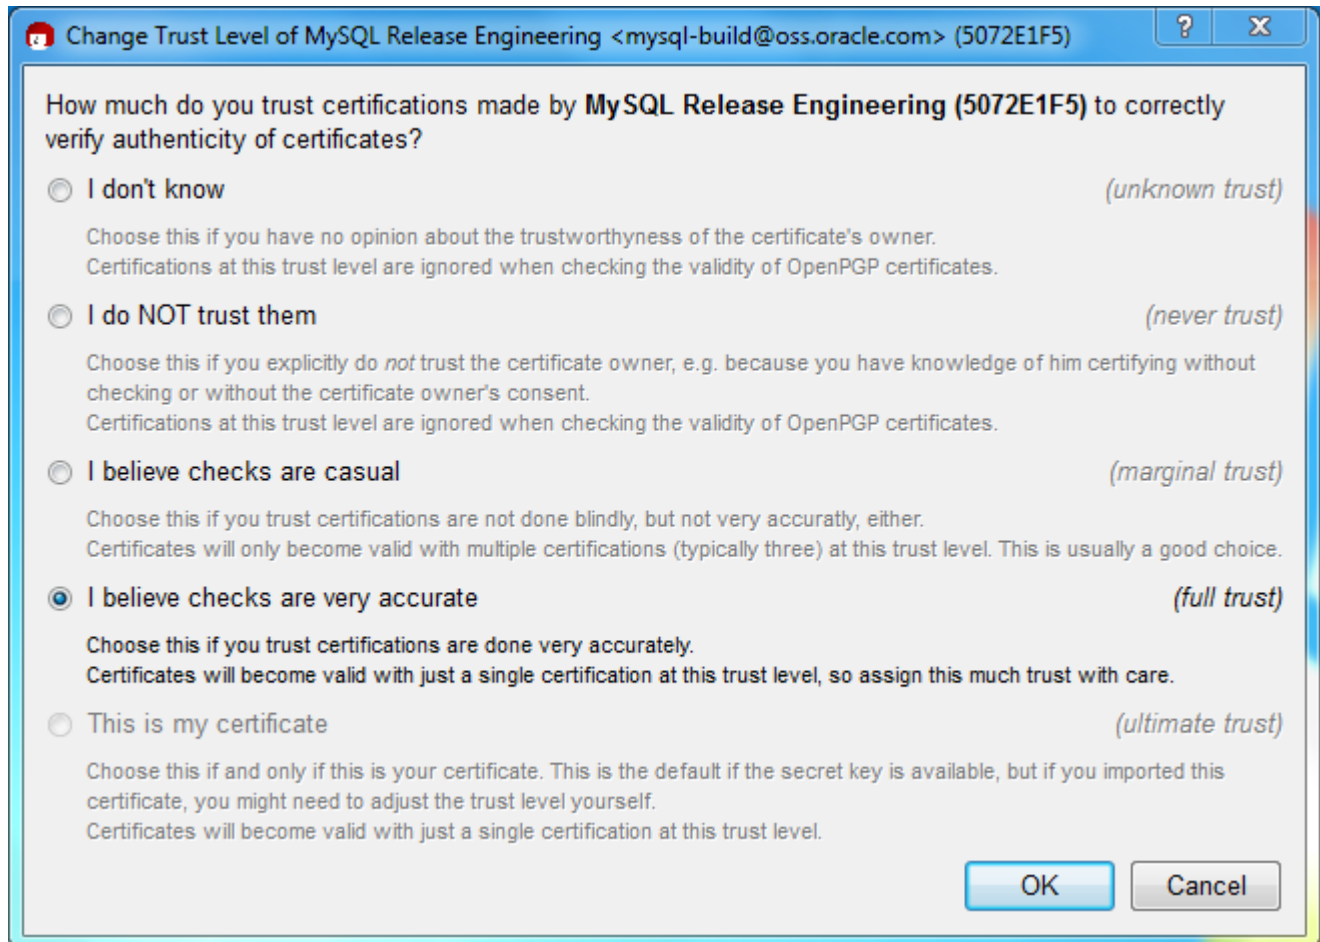 Change Trust Level of MySQL Release Engineering <mysql-build@oss.oracle.com> (5072E1F5)
How much do you trust certifications made by MySQL Release Engineering (5072E1F5) to correctly
verify authenticity of certificates?
I don't know (unknown trust)
Choose this if you have no opinion about the trustworthyness of the certificate's owner.
Certifications at this trust level are ignored when checking the validity of OpenPGP certificates.
I do NOT trust them (never trust)
Choose this if you explicitly do not trust the certificate owner, e.g. because you have knowledge of him certifying without
checking or without the certificate owner's consent.
Certifications at this trust level are ignored when checking the validity of OpenPGP certificates.
I believe checks are casual (marginal trust)
Choose this if you trust certifications are not done blindly, but not very accuratly, either.
Certificates will only become valid with multiple certifications (typically three) at this trust level. This is usually a good choice.
I believe checks are very accurate (full trust)
Choose this if you trust certifications are done very accurately.
Certificates will become valid with just a single certification at this trust level, so assign this much trust with care.
This is my certificate (ultimate trust)
Choose this if and only if this is your certificate. This is the default if the secret key is available, but if you imported this
certificate, you might need to adjust the trust level yourself.
Certificates will become valid with just a single certification at this trust level.
OK Cancel